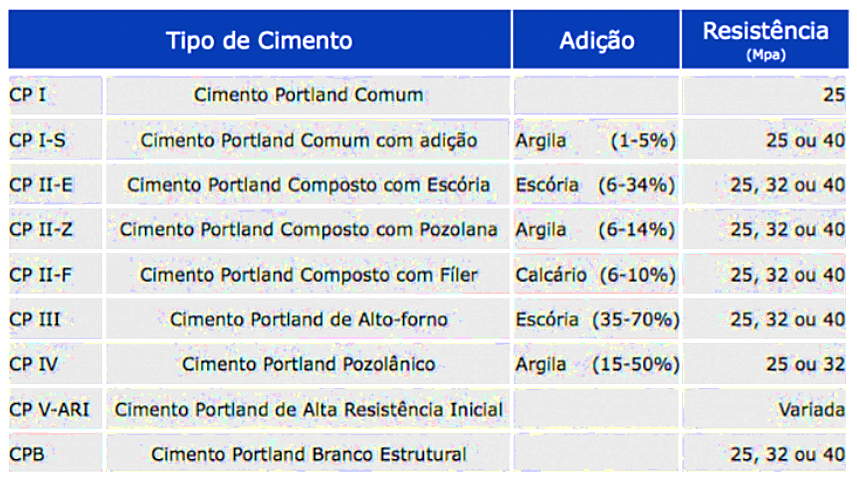 Tipo de Cimento Adição Resistência
(Mpa)
CP I Cimento Portland Comum 25
CP I-S Cimento Portland Comum com adição Argila (1-5%) 25 ou 40
CP II-E Cimento Portland Composto com Escória Escória (6-34%) 25, 32 ou 40
CP II-Z Cimento Portland Composto com Pozolana Argila (6-14%) 25, 32 ou 40
CP II-F Cimento Portland Composto com Fíler Calcário (6-10%) 25, 32 ou 40
CP III Cimento Portland de Alto-forno Escória (35-70%) 25, 32 ou 40
CP IV Cimento Portland Pozolânico Argila (15-50%) 25 ou 32
CP V-ARI Cimento Portland de Alta Resistência Inicial Variada
CPB Cimento Portland Branco Estrutural 25, 32 ou 40